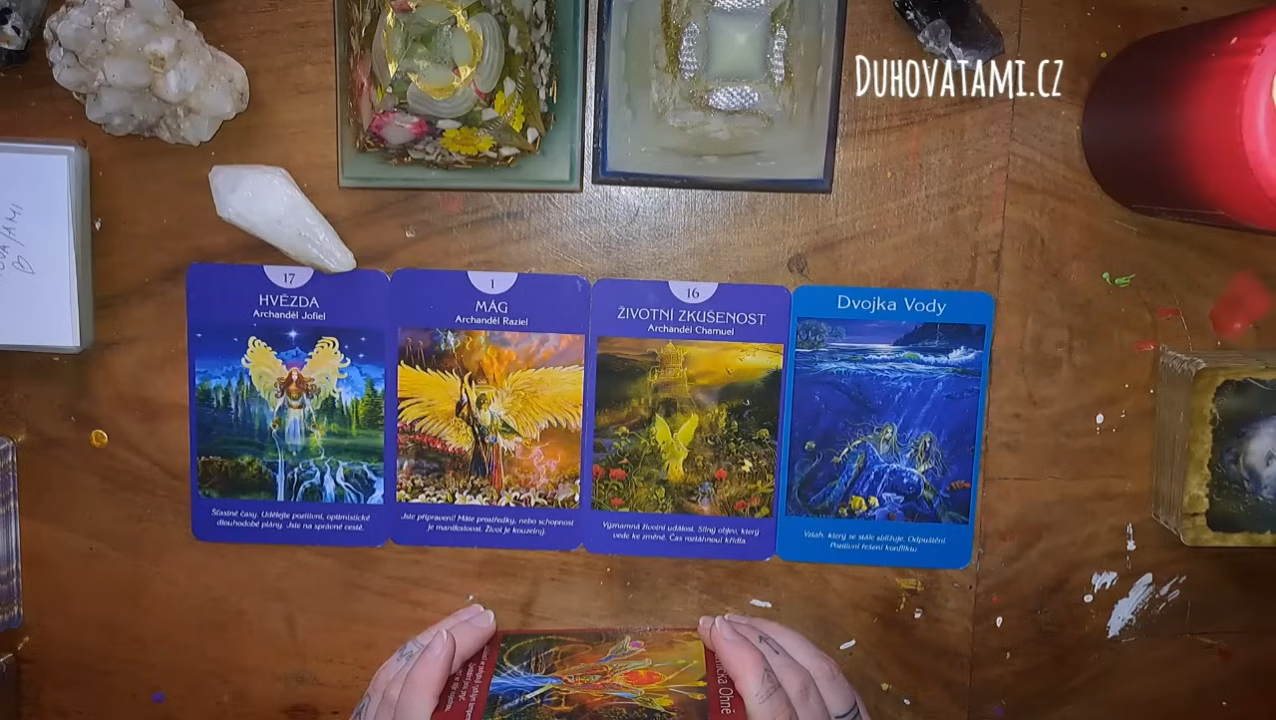 DUHOVATAMI.CZ
17
HVĚZDA
Archanděl Jofiel
Šťastné časy. Udělejte pozitivní, optimistické
dlouhodobé plány. Jste na správné cestě.
1
MÁG
Archanděl Raziel
Jste připraveni! Máte prostředky, nebo schopnost
je manifestovat. Život je kouzelný.
16
ŽIVOTNÍ ZKUŠENOST
Archanděl Chamuel
Významná životní událost. Silný objev, který
vede ke změně. Čas roztáhnout křídla.
Dvojka Vody
Vztah, který se stále sbližuje. Odpuštění.
Pozitivní řešení konfliktu.
Ohně